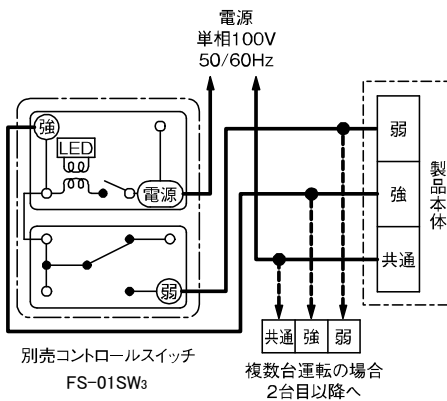 電源
単相100V
50/60Hz
強
LED
電源
弱
弱
強
共通
製品本体
共通 強 弱
別売コントロールスイッチ
FS-01SW3
複数台運転の場合
2台目以降へ